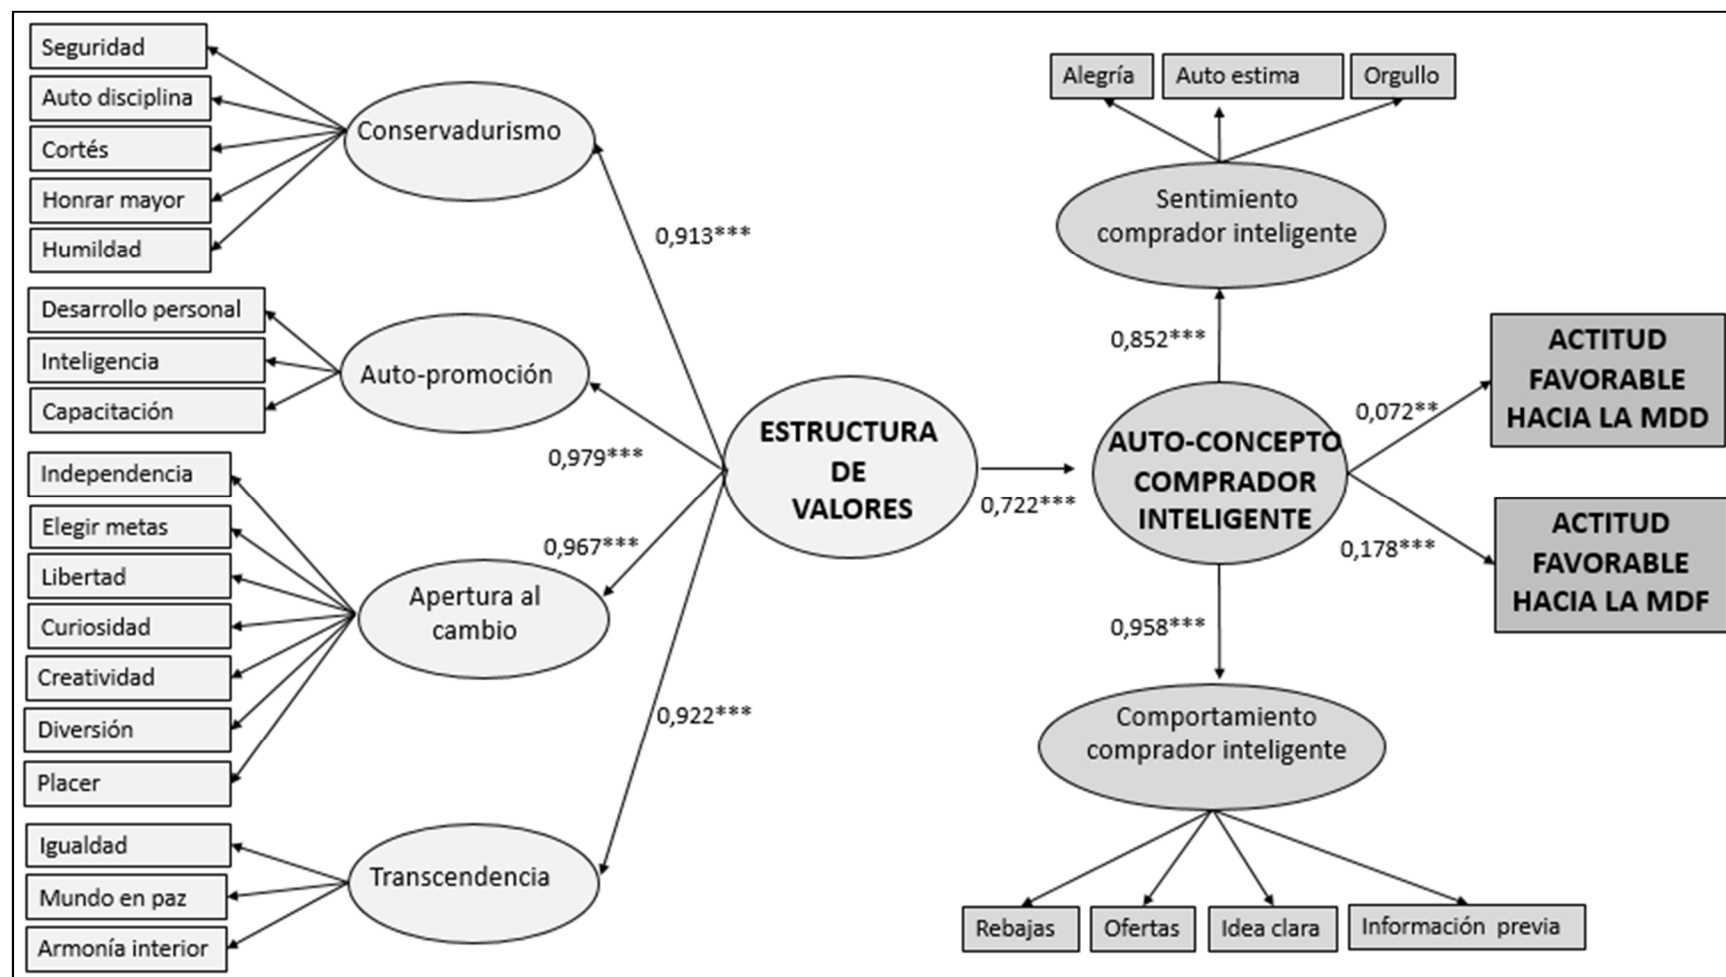 Seguridad
Auto disciplina
Cortés
Honrar mayor
Humildad
Conservadurismo
0,913***
Desarrollo personal
Inteligencia
Capacitación
Auto-promoción
0,979***
Independencia
Elegir metas
Libertad
Curiosidad
Creatividad
Diversión
Placer
Apertura al
cambio
0,967***
Igualdad
Mundo en paz
Armonía interior
Transcendencia
0,922***
ESTRUCTURA
DE
VALORES
0,722***
Alegría
Auto estima
Orgullo
Sentimiento
comprador inteligente
0,852***
AUTO-CONCEPTO
COMPRADOR
INTELIGENTE
0,072**
ACTITUD
FAVORABLE
HACIA LA MDD
0,178***
ACTITUD
FAVORABLE
HACIA LA MDF
0,958***
Comportamiento
comprador inteligente
Rebajas
Ofertas
Idea clara
Información previa